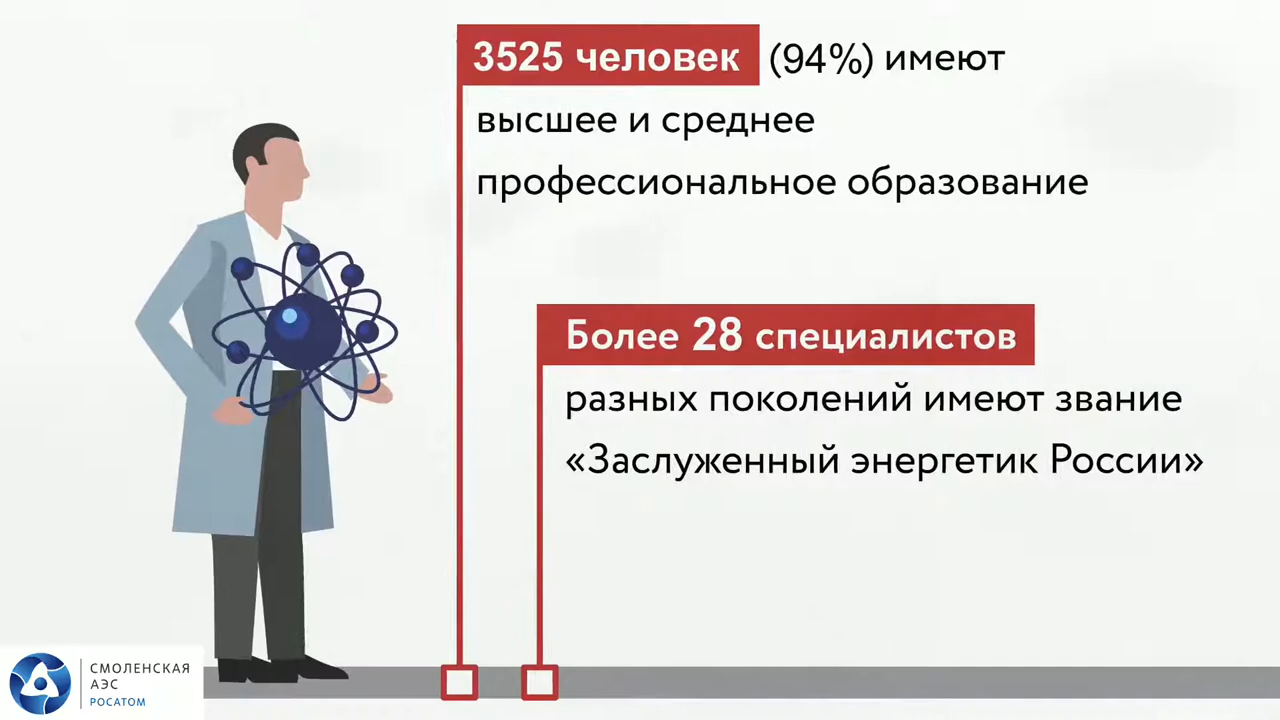 3525 человек (94%) имеют
высшее и среднее
профессиональное образование
Более 28 специалистов
разных поколений имеют звание
«Заслуженный энергетик России»
СМОЛЕНСКАЯ
АЭС
РОСАТОМ